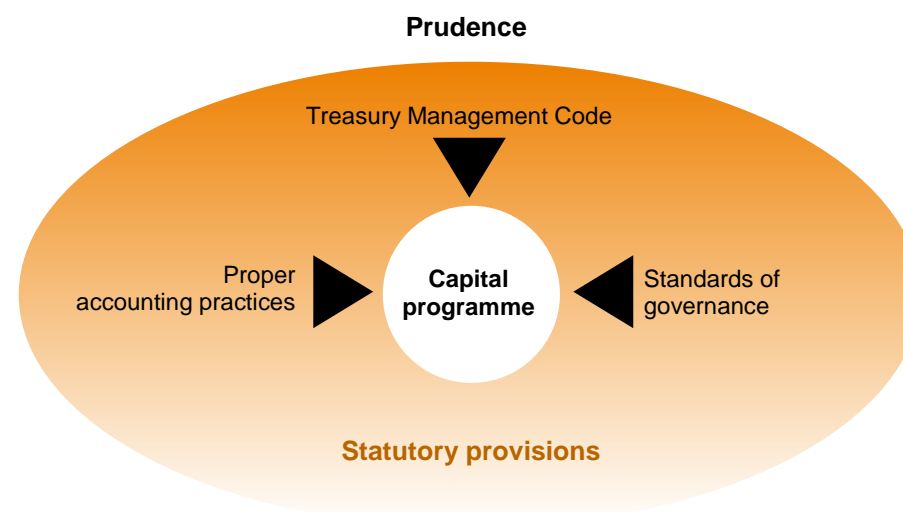 Prudence
Treasury Management Code
Proper
accounting practices
Capital
programme
Standards of
governance
Statutory provisions